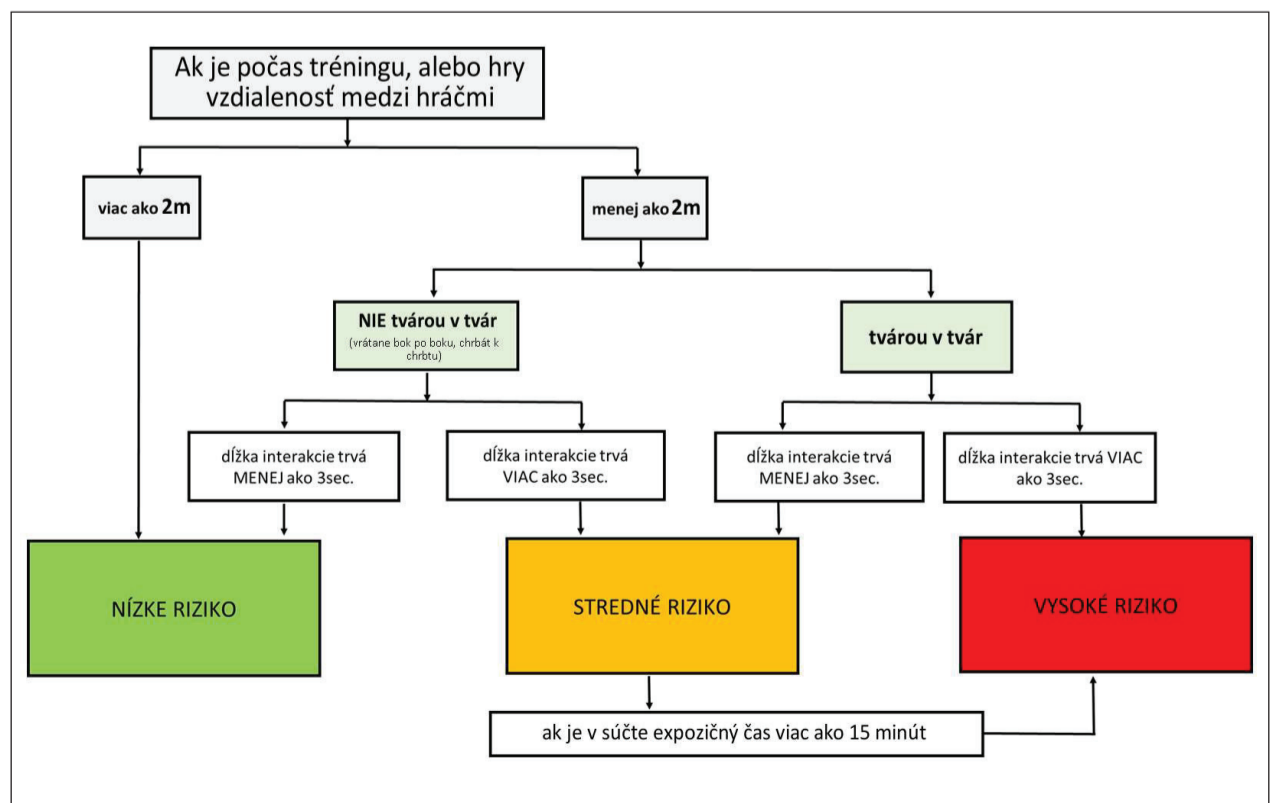 Ak je počas tréningu, alebo hry
vzdialenosť medzi hráčmi
viac ako 2m
menej ako 2m
NIE tvárou v tvár
(vrátane bok po boku, chrbát k
chrbtu)
tvárou v tvár
dĺžka interakcie trvá
MENEJ ako 3sec.
dĺžka interakcie trvá
VIAC ako 3sec.
dĺžka interakcie trvá
MENEJ ako 3sec.
dĺžka interakcie trvá VIAC
ako 3sec.
NÍZKE RIZIKO
STREDNÉ RIZIKO
VYSOKÉ RIZIKO
ak je v súčte expozičný čas viac ako 15 minút